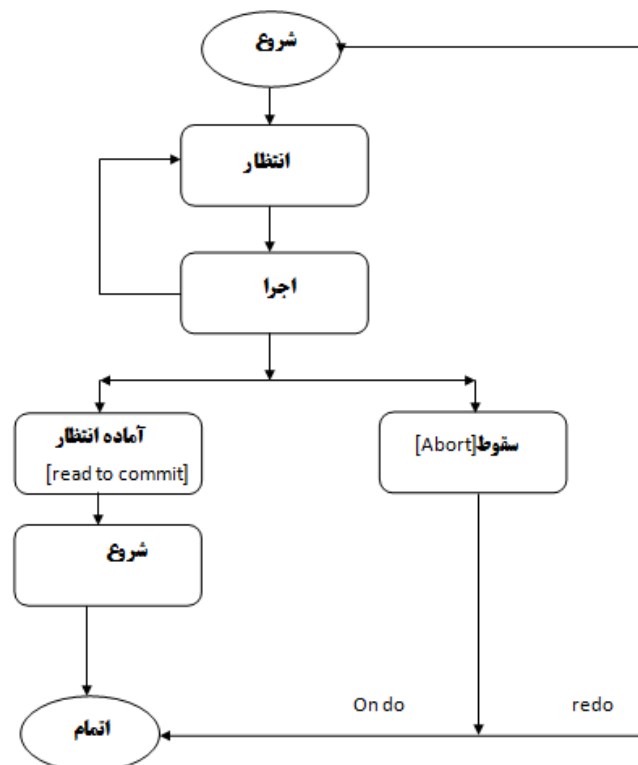 شروع
انتظار
اجرا
آماده انتظار
[read to commit]
سقوط[Abort]
شروع
On do
redo
اتمام